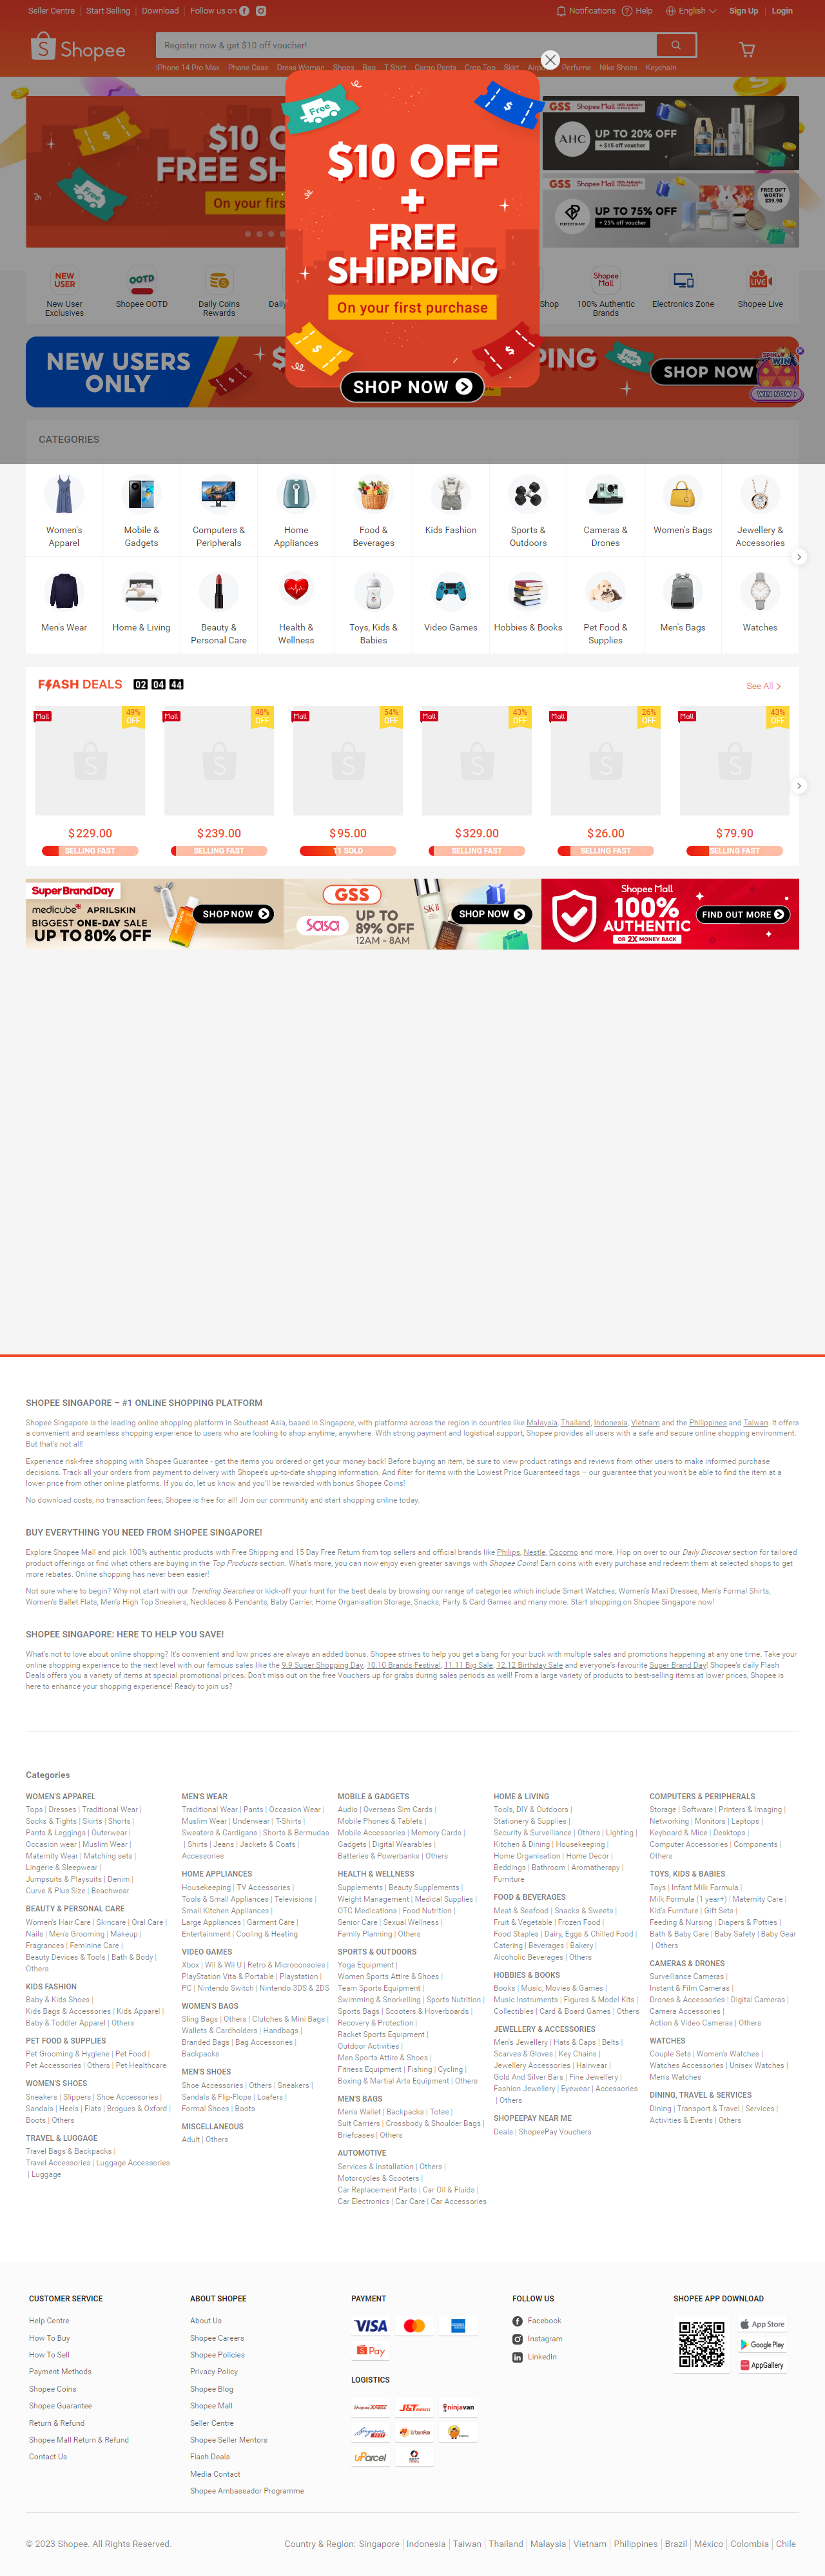 Seller Centre | Start Selling | Download | Follow us on
Notifications Help English Sign Up | Login
Shopee
Register now & get $10 off voucher!
iPhone 14 Pro Max Phone Case Dress Woman Shoes Bag T Shirt Cargo Pants Crop Top Skirt Perfume Nike Shoes Keychain
Free
$10 OFF
+
FREE
SHIPPING
On your first purchase
SHOP NOW
GSS Shopee Mall
AHC
UP TO 20% OFF
+ $15 off voucher
GSS Shopee Mall
PERFECT DIARY
UP TO 75% OFF
+ 25% off voucher
FREE GIFT
WORTH
$39.90
NEW USER
New User
Exclusives
OOTD
Shopee OOTD
Daily Coins
Rewards
Shopee Mall
100% Authentic
Brands
Electronics Zone
LIVE
Shopee Live
NEW USERS
ONLY
SHOP NOW
SPIN WIN
WIN NOW
CATEGORIES
Women's
Apparel
Mobile &
Gadgets
Computers &
Peripherals
Home
Appliances
Food &
Beverages
Kids Fashion
Sports &
Outdoors
Cameras &
Drones
Women's Bags
Jewellery &
Accessories
Men's Wear
Home & Living
Beauty &
Personal Care
Health &
Wellness
Toys, Kids &
Babies
Video Games
Hobbies & Books
Pet Food &
Supplies
Men's Bags
Watches
FLASH DEALS 02 04 44
See All
Mall 49% OFF
Mall 48% OFF
Mall 54% OFF
Mall 43% OFF
Mall 26% OFF
Mall 43% OFF
$229.00 $239.00 $95.00 $329.00 $26.00 $79.90
SELLING FAST SELLING FAST 11 SOLD SELLING FAST SELLING FAST SELLING FAST
Super Brand Day
medicube APRILSKIN
BIGGEST ONE-DAY SALE
UP TO 80% OFF
SHOP NOW
GSS
sasa
UP TO
89% OFF
12AM – 8AM
SHOP NOW
Shopee Mall
100%
AUTHENTIC
OR 2X MONEY BACK
FIND OUT MORE
SHOPEE SINGAPORE – #1 ONLINE SHOPPING PLATFORM
Shopee Singapore is the leading online shopping platform in Southeast Asia, based in Singapore, with platforms across the region in countries like Malaysia, Thailand, Indonesia, Vietnam and the Philippines and Taiwan. It offers
a convenient and seamless shopping experience to users who are looking to shop anytime, anywhere. With strong payment and logistical support, Shopee provides all users with a safe and secure online shopping environment.
But that's not all!
Experience risk-free shopping with Shopee Guarantee - get the items you ordered or get your money back! Before buying an item, be sure to view product ratings and reviews from other users to make informed purchase
decisions. Track all your orders from payment to delivery with Shopee's up-to-date shipping information. And filter for items with the Lowest Price Guaranteed tags – our guarantee that you won't be able to find the item at a
lower price from other online platforms. If you do, let us know and you'll be rewarded with bonus Shopee Coins!
No download costs, no transaction fees, Shopee is free for all! Join our community and start shopping online today.
BUY EVERYTHING YOU NEED FROM SHOPEE SINGAPORE!
Explore Shopee Mall and pick 100% authentic products with Free Shipping and 15 Day Free Return from top sellers and official brands like Philips, Nestle, Cocomo and more. Hop on over to our Daily Discover section for tailored
product offerings or find what others are buying in the Top Products section. What's more, you can now enjoy even greater savings with Shopee Coins! Earn coins with every purchase and redeem them at selected shops to get
more rebates. Online shopping has never been easier!
Not sure where to begin? Why not start with our Trending Searches or kick-off your hunt for the best deals by browsing our range of categories which include Smart Watches, Women's Maxi Dresses, Men's Formal Shirts,
Women's Ballet Flats, Men's High Top Sneakers, Necklaces & Pendants, Baby Carrier, Home Organisation Storage, Snacks, Party & Card Games and many more. Start shopping on Shopee Singapore now!
SHOPEE SINGAPORE: HERE TO HELP YOU SAVE!
What's not to love about online shopping? It's convenient and low prices are always an added bonus. Shopee strives to help you get a bang for your buck with multiple sales and promotions happening at any one time. Take your
online shopping experience to the next level with our famous sales like the 9.9 Super Shopping Day, 10.10 Brands Festival, 11.11 Big Sale, 12.12 Birthday Sale and everyone's favourite Super Brand Day! Shopee's daily Flash
Deals offers you a variety of items at special promotional prices. Don't miss out on the free Vouchers up for grabs during sales periods as well! From a large variety of products to best-selling items at lower prices, Shopee is
here to enhance your shopping experience! Ready to join us?
Categories
WOMEN'S APPAREL
Tops | Dresses | Traditional Wear |
Socks & Tights | Skirts | Shorts |
Pants & Leggings | Outerwear |
Occasion wear | Muslim Wear |
Maternity Wear | Matching sets |
Lingerie & Sleepwear |
Jumpsuits & Playsuits | Denim |
Curve & Plus Size | Beachwear
BEAUTY & PERSONAL CARE
Women's Hair Care | Skincare | Oral Care |
Nails | Men's Grooming | Makeup |
Fragrances | Feminine Care |
Beauty Devices & Tools | Bath & Body |
Others
KIDS FASHION
Baby & Kids Shoes |
Kids Bags & Accessories | Kids Apparel |
Baby & Toddler Apparel | Others
PET FOOD & SUPPLIES
Pet Grooming & Hygiene | Pet Food |
Pet Accessories | Others | Pet Healthcare
WOMEN'S SHOES
Sneakers | Slippers | Shoe Accessories |
Sandals | Heels | Flats | Brogues & Oxford |
Boots | Others
TRAVEL & LUGGAGE
Travel Bags & Backpacks |
Travel Accessories | Luggage Accessories
| Luggage
MEN'S WEAR
Traditional Wear | Pants | Occasion Wear |
Muslim Wear | Underwear | T-Shirts |
Sweaters & Cardigans | Shorts & Bermudas
| Shirts | Jeans | Jackets & Coats |
Accessories
HOME APPLIANCES
Housekeeping | TV Accessories |
Tools & Small Appliances | Televisions |
Small Kitchen Appliances |
Large Appliances | Garment Care |
Entertainment | Cooling & Heating
VIDEO GAMES
Xbox | Wii & Wii U | Retro & Microconsoles |
PlayStation Vita & Portable | Playstation |
PC | Nintendo Switch | Nintendo 3DS & 2DS
WOMEN'S BAGS
Sling Bags | Others | Clutches & Mini Bags |
Wallets & Cardholders | Handbags |
Branded Bags | Bag Accessories |
Backpacks
MEN'S SHOES
Shoe Accessories | Others | Sneakers |
Sandals & Flip-Flops | Loafers |
Formal Shoes | Boots
MISCELLANEOUS
Adult | Others
MOBILE & GADGETS
Audio | Overseas Sim Cards |
Mobile Phones & Tablets |
Mobile Accessories | Memory Cards |
Gadgets | Digital Wearables |
Batteries & Powerbanks | Others
HEALTH & WELLNESS
Supplements | Beauty Supplements |
Weight Management | Medical Supplies |
OTC Medications | Food Nutrition |
Senior Care | Sexual Wellness |
Family Planning | Others
SPORTS & OUTDOORS
Yoga Equipment |
Women Sports Attire & Shoes |
Team Sports Equipment |
Swimming & Snorkelling | Sports Nutrition |
Sports Bags | Scooters & Hoverboards |
Recovery & Protection |
Racket Sports Equipment |
Outdoor Activities |
Men Sports Attire & Shoes |
Fitness Equipment | Fishing | Cycling |
Boxing & Martial Arts Equipment | Others
MEN'S BAGS
Men's Wallet | Backpacks | Totes |
Suit Carriers | Crossbody & Shoulder Bags |
Briefcases | Others
AUTOMOTIVE
Services & Installation | Others |
Motorcycles & Scooters |
Car Replacement Parts | Car Oil & Fluids |
Car Electronics | Car Care | Car Accessories
HOME & LIVING
Tools, DIY & Outdoors |
Stationery & Supplies |
Security & Surveillance | Others | Lighting |
Kitchen & Dining | Housekeeping |
Home Organisation | Home Decor |
Beddings | Bathroom | Aromatherapy |
Furniture
FOOD & BEVERAGES
Meat & Seafood | Snacks & Sweets |
Fruit & Vegetable | Frozen Food |
Food Staples | Dairy, Eggs & Chilled Food |
Catering | Beverages | Bakery |
Alcoholic Beverages | Others
HOBBIES & BOOKS
Books | Music, Movies & Games |
Music Instruments | Figures & Model Kits |
Collectibles | Card & Board Games | Others
JEWELLERY & ACCESSORIES
Men's Jewellery | Hats & Caps | Belts |
Scarves & Gloves | Key Chains |
Jewellery Accessories | Hairwear |
Gold And Silver Bars | Fine Jewellery |
Fashion Jewellery | Eyewear | Accessories
| Others
SHOPEEPAY NEAR ME
Deals | ShopeePay Vouchers
COMPUTERS & PERIPHERALS
Storage | Software | Printers & Imaging |
Networking | Monitors | Laptops |
Keyboard & Mice | Desktops |
Computer Accessories | Components |
Others
TOYS, KIDS & BABIES
Toys | Infant Milk Formula |
Milk Formula (1 year+) | Maternity Care |
Kid's Furniture | Gift Sets |
Feeding & Nursing | Diapers & Potties |
Bath & Baby Care | Baby Safety | Baby Gear
| Others
CAMERAS & DRONES
Surveillance Cameras |
Instant & Film Cameras |
Drones & Accessories | Digital Cameras |
Camera Accessories |
Action & Video Cameras | Others
WATCHES
Couple Sets | Women's Watches |
Watches Accessories | Unisex Watches |
Men's Watches
DINING, TRAVEL & SERVICES
Dining | Transport & Travel | Services |
Activities & Events | Others
CUSTOMER SERVICE
Help Centre
How To Buy
How To Sell
Payment Methods
Shopee Coins
Shopee Guarantee
Return & Refund
Shopee Mall Return & Refund
Contact Us
ABOUT SHOPEE
About Us
Shopee Careers
Shopee Policies
Privacy Policy
Shopee Blog
Shopee Mall
Seller Centre
Shopee Seller Mentors
Flash Deals
Media Contact
Shopee Ambassador Programme
PAYMENT
VISA
Pay
LOGISTICS
J&T EXPRESS
ninjavan
Urbanfox
uParcel
FOLLOW US
Facebook
Instagram
LinkedIn
SHOPEE APP DOWNLOAD
App Store
Google Play
AppGallery
© 2023 Shopee. All Rights Reserved.
Country & Region: Singapore | Indonesia | Taiwan | Thailand | Malaysia | Vietnam | Philippines | Brazil | México | Colombia | Chile